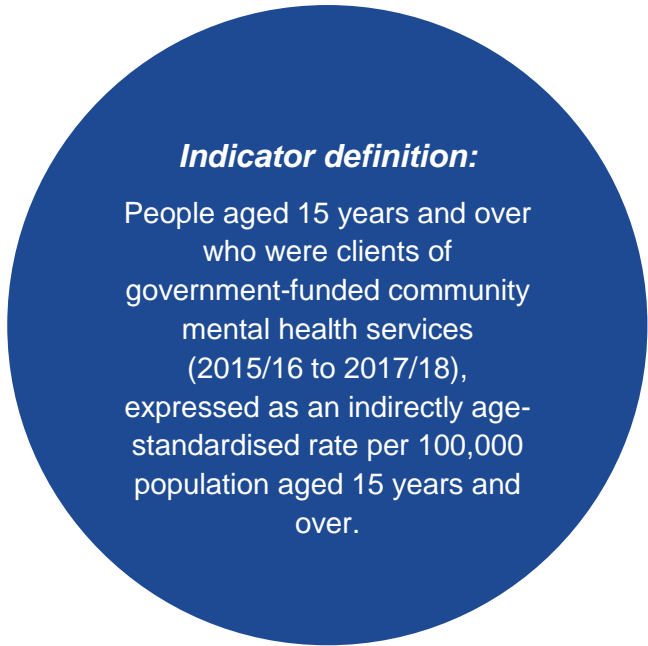 Indicator definition:
People aged 15 years and over
who were clients of
government-funded community
mental health services
(2015/16 to 2017/18),
expressed as an indirectly age-
standardised rate per 100,000
population aged 15 years and
over.